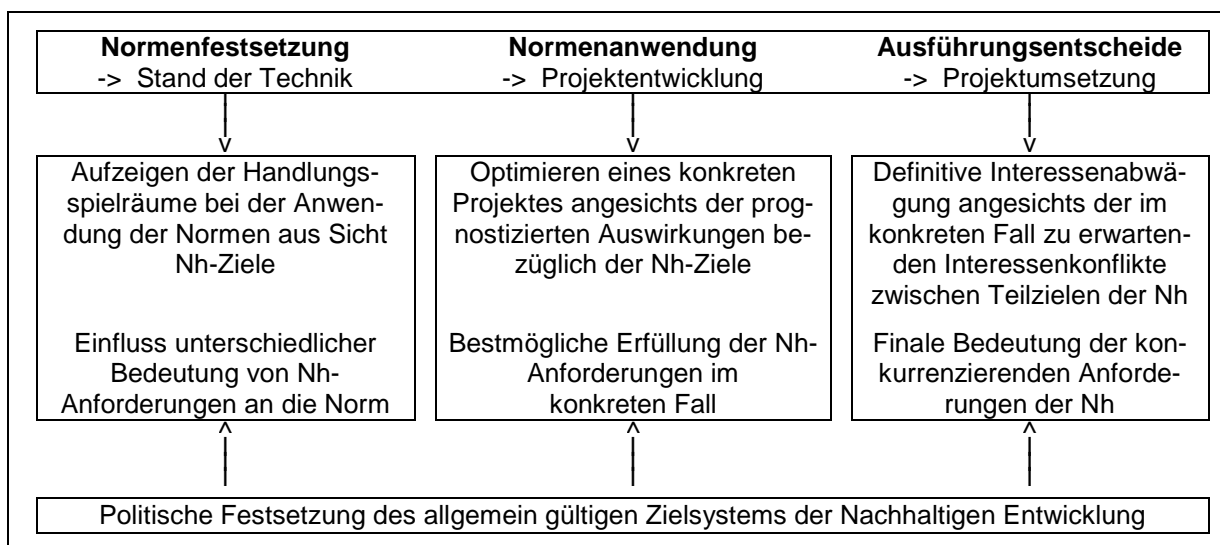 Normenfestsetzung
-> Stand der Technik
Normenanwendung
-> Projektentwicklung
Ausführungsentscheide
-> Projektumsetzung
Aufzeigen der Handlungs-
spielräume bei der Anwen-
dung der Normen aus Sicht
Nh-Ziele
Einfluss unterschiedlicher
Bedeutung von Nh-
Anforderungen an die Norm
Optimieren eines konkreten
Projektes angesichts der prog-
nostizierten Auswirkungen be-
züglich der Nh-Ziele
Bestmögliche Erfüllung der Nh-
Anforderungen im
konkreten Fall
Definitive Interessenabwä-
gung angesichts der im
konkreten Fall zu erwarten-
den Interessenkonflikte
zwischen Teilzielen der Nh
Finale Bedeutung der kon-
kurrenzierenden Anforde-
rungen der Nh
Politische Festsetzung des allgemein gültigen Zielsystems der Nachhaltigen Entwicklung